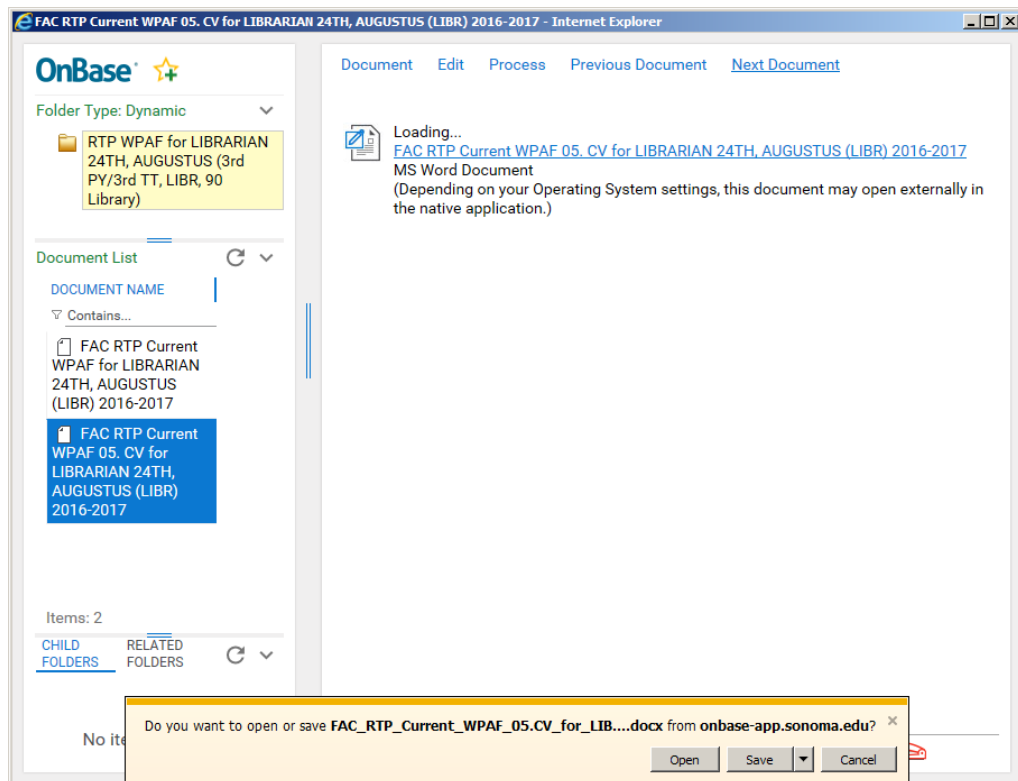 FAC RTP Current WPAF 05. CV for LIBRARIAN 24TH, AUGUSTUS (LIBR) 2016-2017 - Internet Explorer
OnBase
Folder Type: Dynamic
RTP WPAF for LIBRARIAN
24TH, AUGUSTUS (3rd
PY/3rd TT, LIBR, 90
Library)
Document List
DOCUMENT NAME
Contains...
FAC RTP Current
WPAF for LIBRARIAN
24TH, AUGUSTUS
(LIBR) 2016-2017
FAC RTP Current
WPAF 05. CV for
LIBRARIAN 24TH,
AUGUSTUS (LIBR)
2016-2017
Items: 2
CHILD
FOLDERS
RELATED
FOLDERS
No ite
Document Edit Process Previous Document Next Document
Loading...
FAC RTP Current WPAF 05. CV for LIBRARIAN 24TH, AUGUSTUS (LIBR) 2016-2017
MS Word Document
(Depending on your Operating System settings, this document may open externally in
the native application.)
Do you want to open or save FAC_RTP_Current_WPAF_05.CV_for_LIB....docx from onbase-app.sonoma.edu?
Open Save Cancel